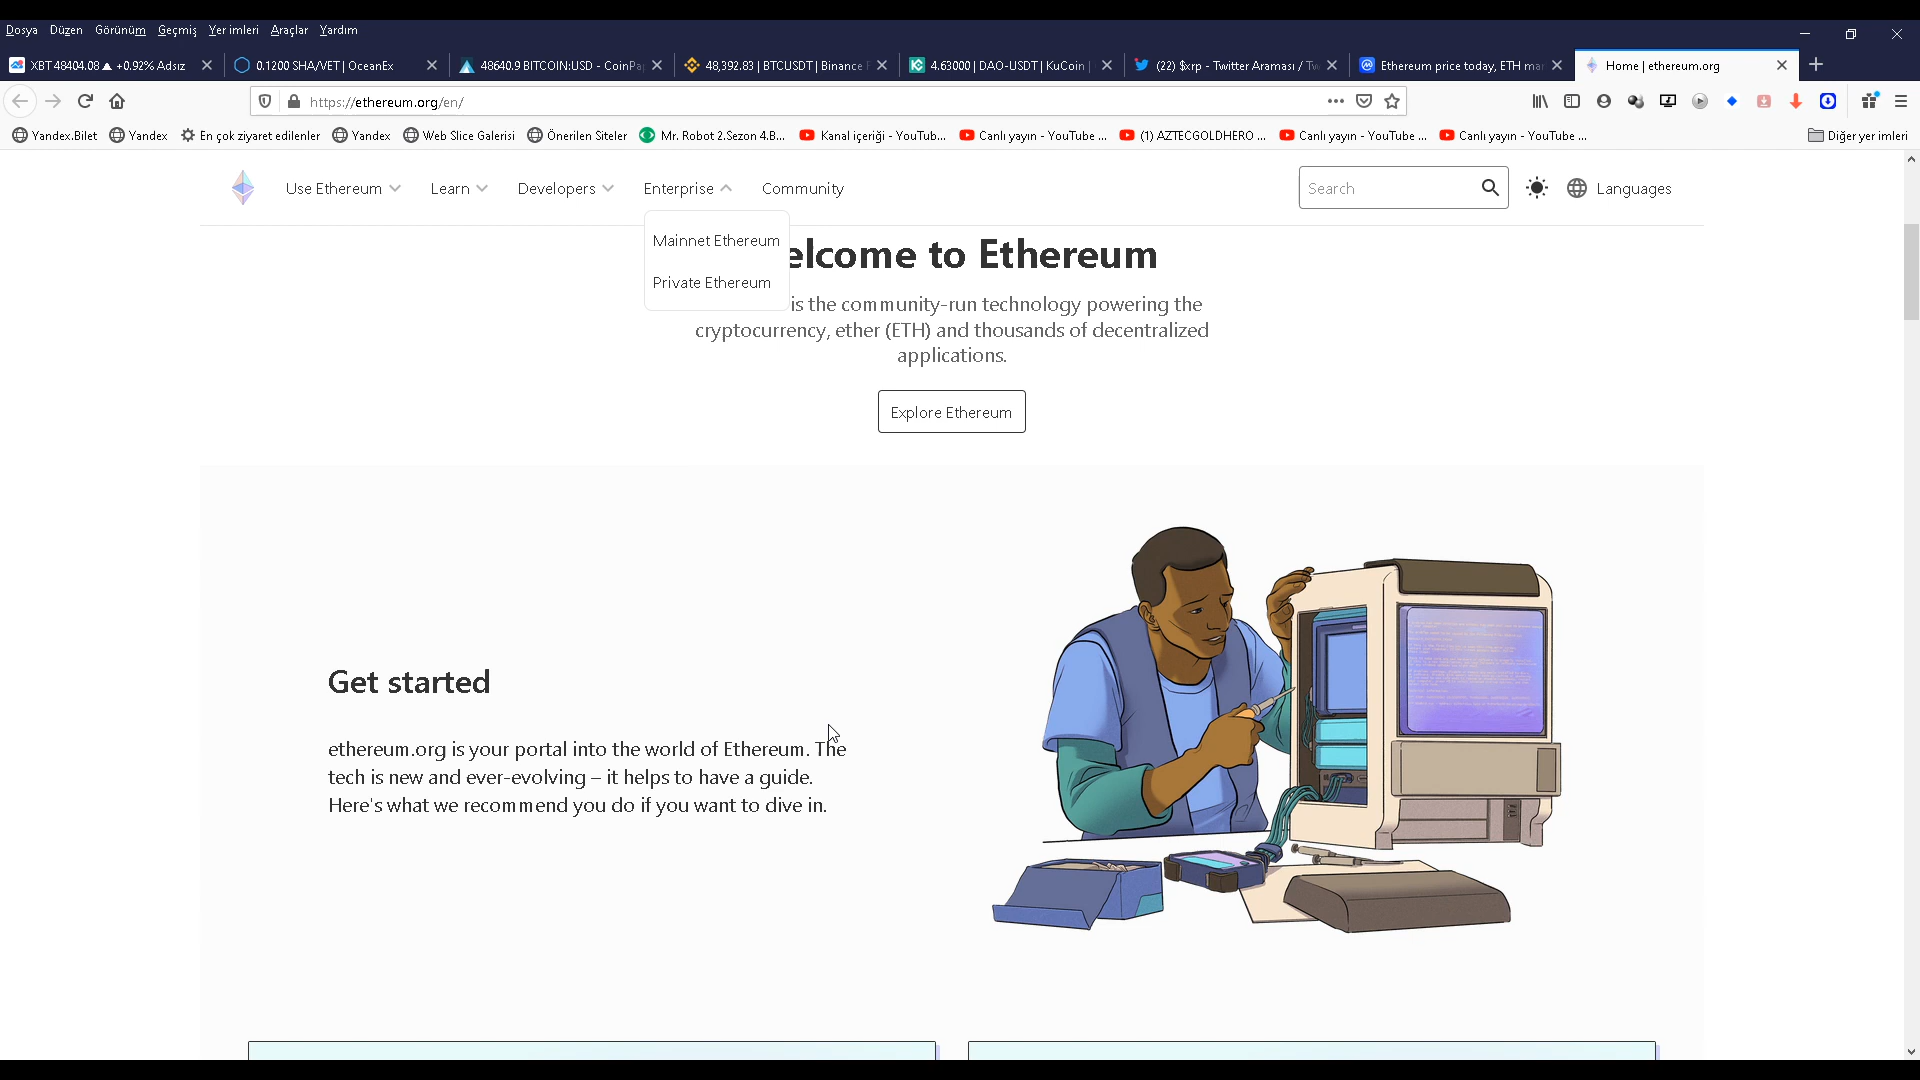 Dosya Düzen Görünüm Geçmiş Yer imleri Araçlar Yardım
XBT 48404.08 ▲ +0.92% Adsız
0.1200 SHA/VET | OceanEx
48640.9 BITCOIN:USD - CoinPa
48,392.83 | BTCUSDT | Binance F
4.63000 | DAO-USDT | KuCoin |
(22) $xrp - Twitter Araması / Tw
Ethereum price today, ETH mar
Home | ethereum.org
https://ethereum.org/en/
Yandex.Bilet Yandex En çok ziyaret edilenler Yandex Web Slice Galerisi Önerilen Siteler Mr. Robot 2.Sezon 4.B... Kanal içeriği - YouTub... Canlı yayın - YouTube ... (1) AZTECGOLDHERO ... Canlı yayın - YouTube ... Canlı yayın - YouTube ... Diğer yer imleri
Use Ethereum Learn Developers Enterprise Community Search Languages
Mainnet Ethereum
Private Ethereum
elcome to Ethereum
is the community-run technology powering the
cryptocurrency, ether (ETH) and thousands of decentralized
applications.
Explore Ethereum
Get started
ethereum.org is your portal into the world of Ethereum. The
tech is new and ever-evolving – it helps to have a guide.
Here's what we recommend you do if you want to dive in.